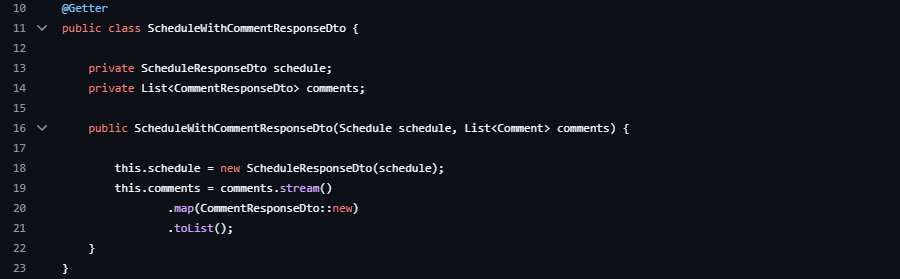 10 @Getter
11 public class ScheduleWithCommentResponseDto {
12
13 private ScheduleResponseDto schedule;
14 private List<CommentResponseDto> comments;
15
16 public ScheduleWithCommentResponseDto(Schedule schedule, List<Comment> comments) {
17
18 this.schedule = new ScheduleResponseDto(schedule);
19 this.comments = comments.stream()
20 .map(CommentResponseDto::new)
21 .toList();
22 }
23 }